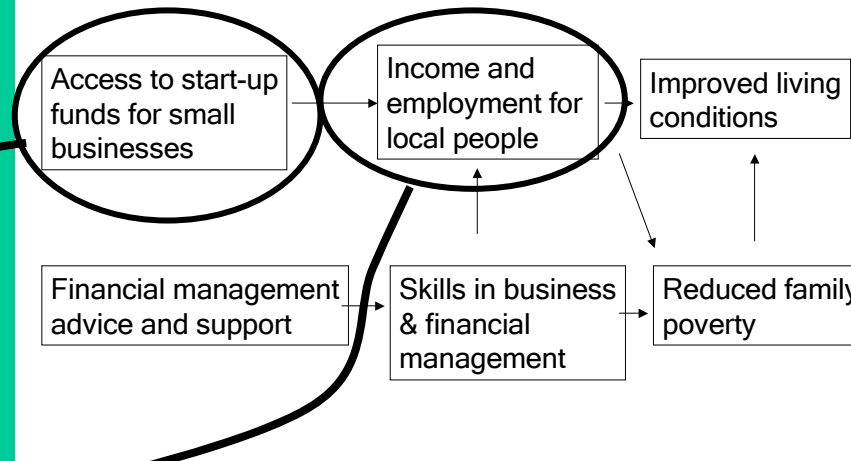 Access to start-up
funds for small
businesses
Income and
employment for
local people
Improved living
conditions
Financial management
advice and support
Skills in business
& financial
management
Reduced family
poverty